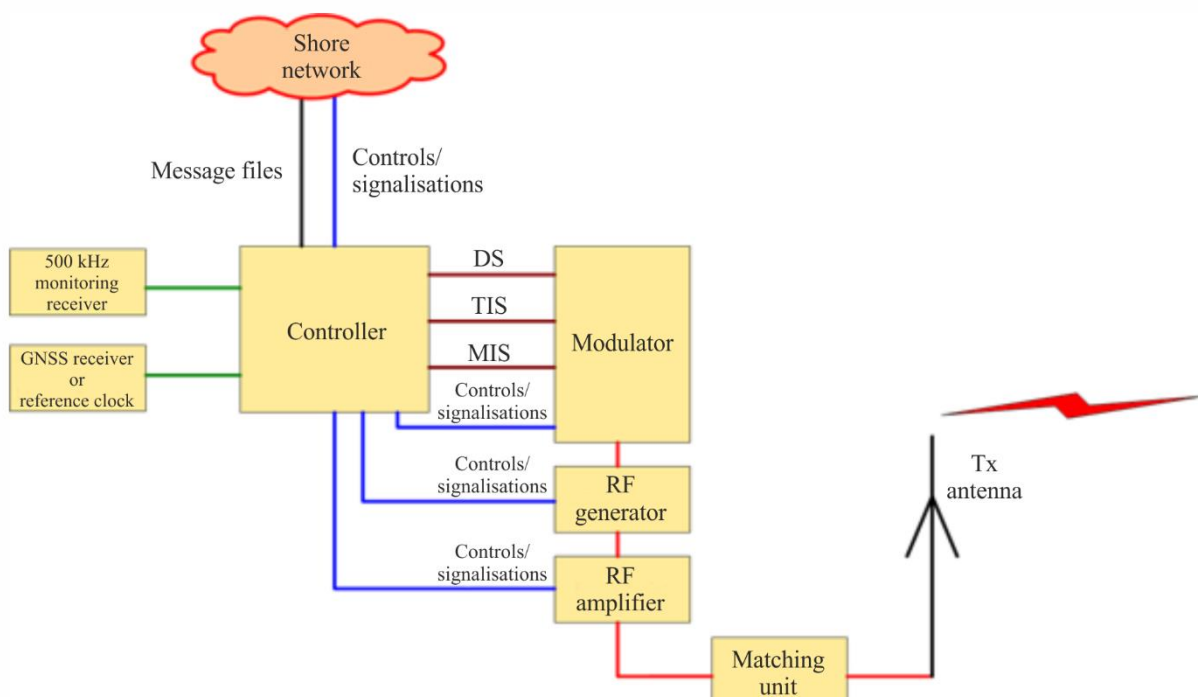 Shore
network
Message files
Controls/
signalisations
500 kHz
monitoring
receiver
GNSS receiver
or
reference clock
Controller
DS
TIS
MIS
Controls/
signalisations
Modulator
Controls/
signalisations
RF
generator
Controls/
signalisations
RF
amplifier
Matching
unit
Tx
antenna